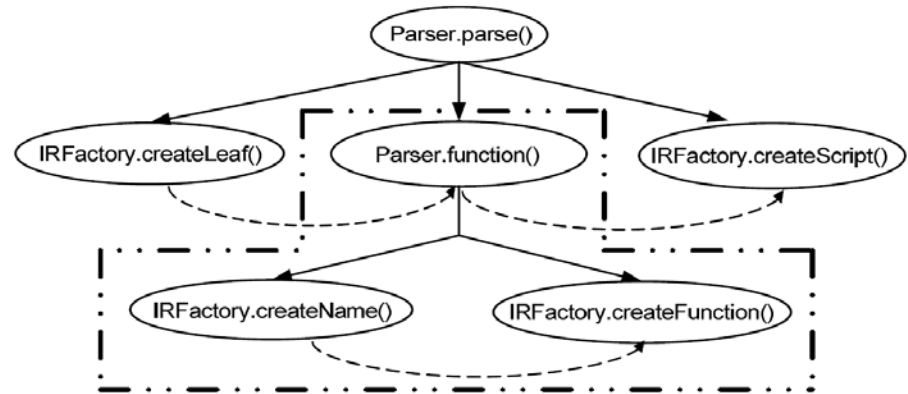 Parser.parse()
IRFactory.createLeaf()
Parser.function()
IRFactory.createScript()
IRFactory.createName()
IRFactory.createFunction()